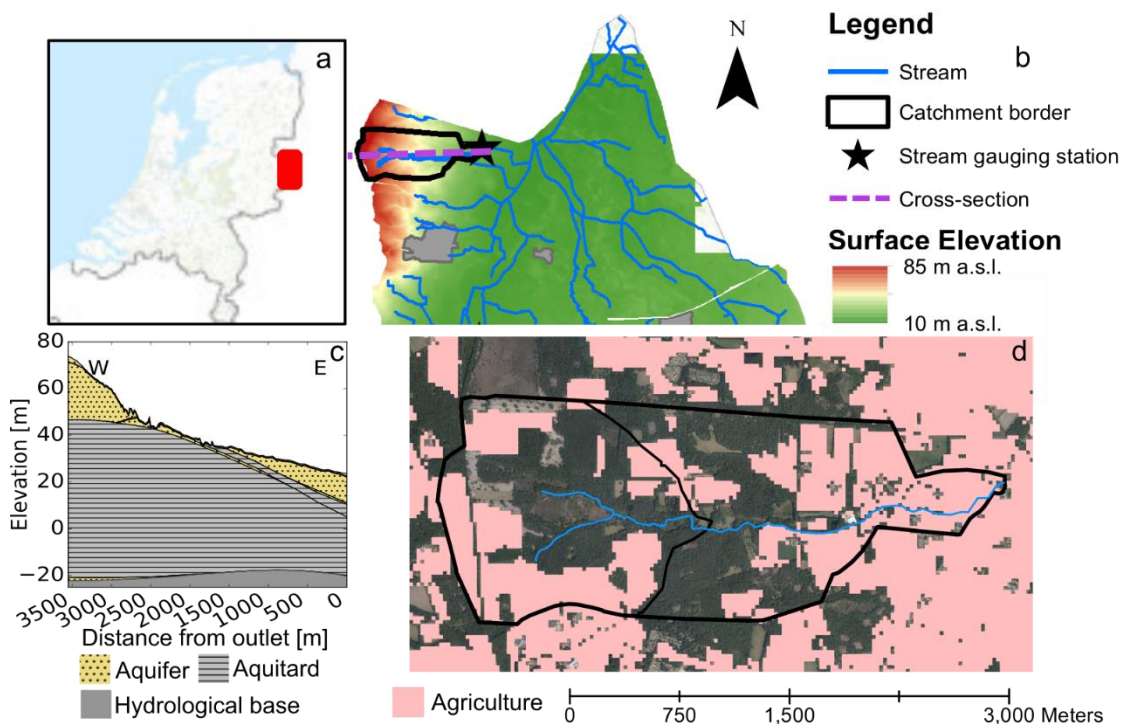 a
N
Legend
b
Stream
Catchment border
Stream gauging station
Cross-section
Surface Elevation
85 m a.s.l.
10 m a.s.l.
c
W
E
Elevation [m]
80
60
40
20
0
−20
3500
3000
2500
2000
1500
1000
500
0
Distance from outlet [m]
Aquifer
Aquitard
Hydrological base
d
Agriculture
0
750
1,500
3,000 Meters